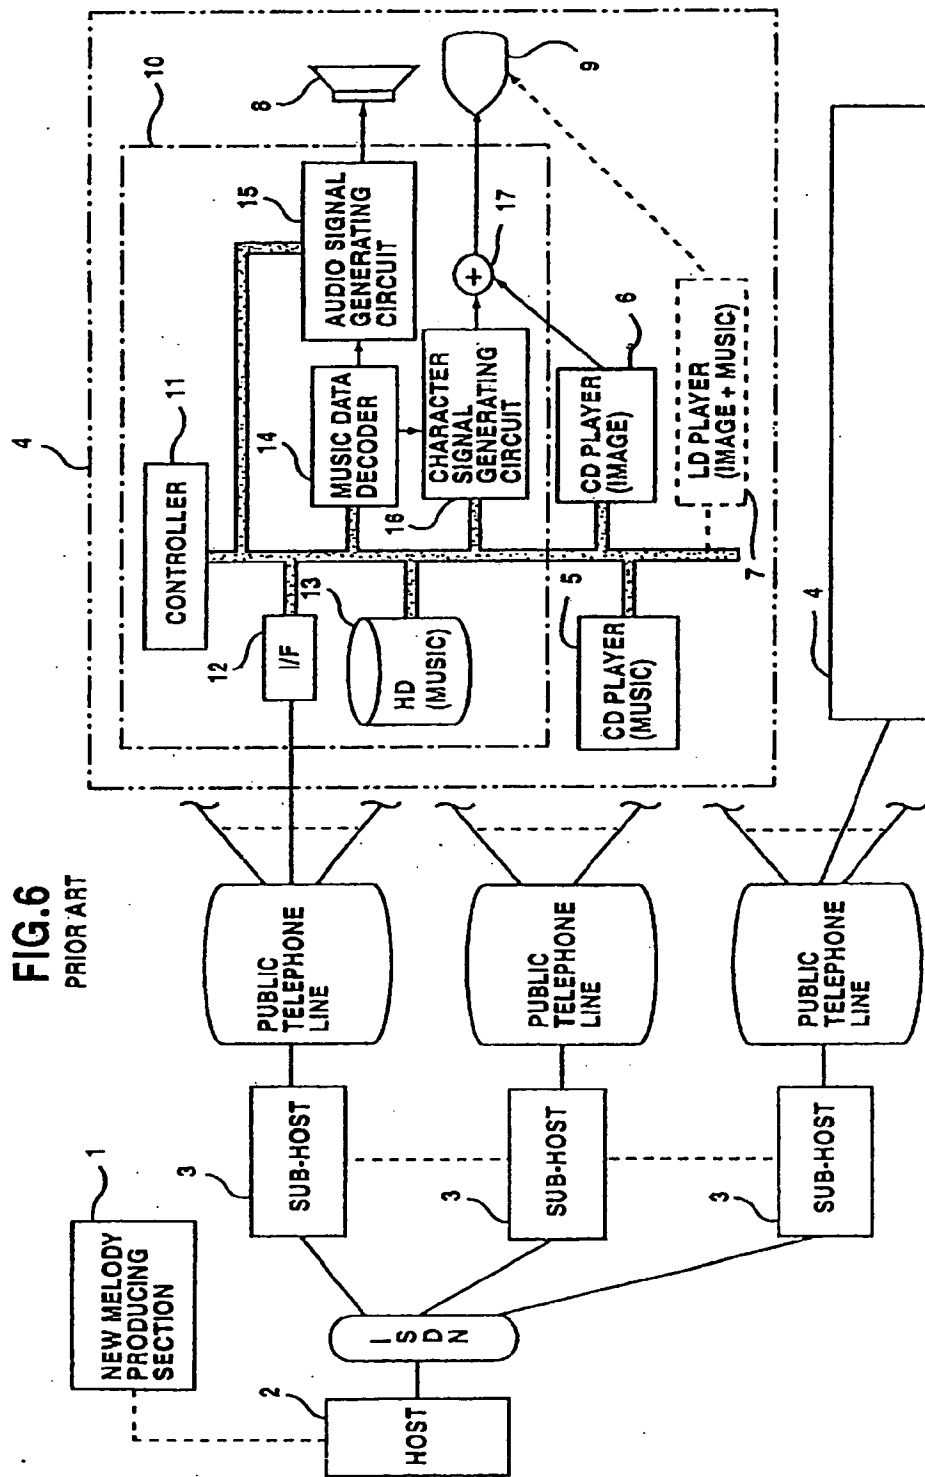 FIG.6
PRIOR ART
1
NEW MELODY
PRODUCING
SECTION
2
HOST
ISDN
3
SUB-HOST
3
SUB-HOST
3
SUB-HOST
PUBLIC
TELEPHONE
LINE
PUBLIC
TELEPHONE
LINE
PUBLIC
TELEPHONE
LINE
4
10
11
CONTROLLER
12
I/F
13
HD
(MUSIC)
14
MUSIC DATA
DECODER
15
AUDIO SIGNAL
GENERATING
CIRCUIT
8
16
CHARACTER
SIGNAL
GENERATING
CIRCUIT
+
17
9
5
CD PLAYER
(MUSIC)
6
CD PLAYER
(IMAGE)
LD PLAYER
(IMAGE + MUSIC)
7
4